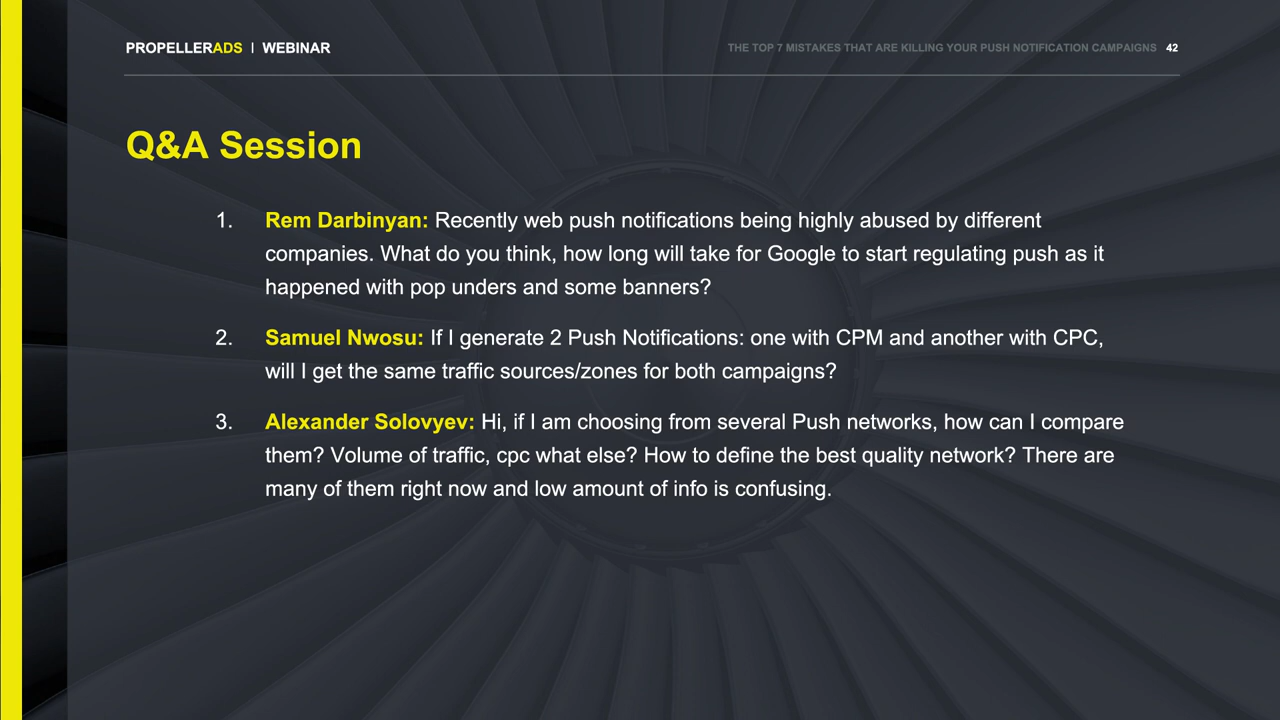 PROPELLERADS | WEBINAR
THE TOP 7 MISTAKES THAT ARE KILLING YOUR PUSH NOTIFICATION CAMPAIGNS 42
Q&A Session
1. Rem Darbinyan: Recently web push notifications being highly abused by different
companies. What do you think, how long will take for Google to start regulating push as it
happened with pop unders and some banners?
2. Samuel Nwosu: If I generate 2 Push Notifications: one with CPM and another with CPC,
will I get the same traffic sources/zones for both campaigns?
3. Alexander Solovyev: Hi, if I am choosing from several Push networks, how can I compare
them? Volume of traffic, cpc what else? How to define the best quality network? There are
many of them right now and low amount of info is confusing.